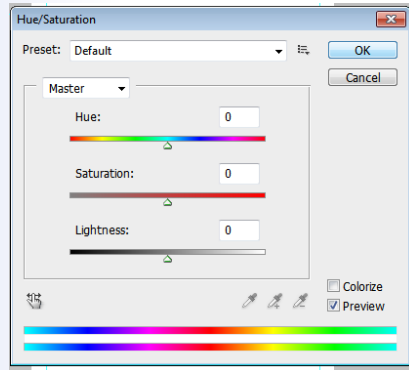 Hue/Saturation
Preset: Default
OK
Cancel
Master
Hue: 0
Saturation: 0
Lightness: 0
Colorize
Preview